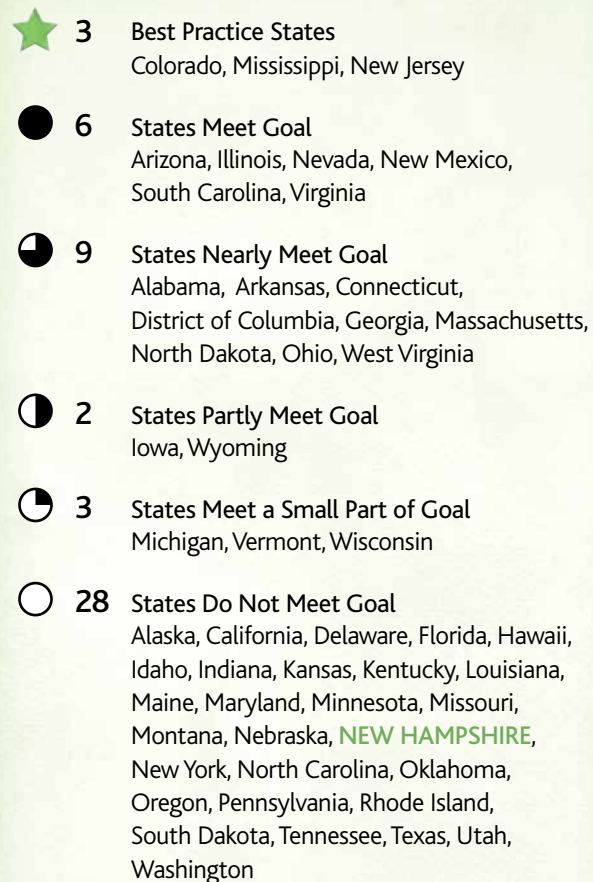 3 Best Practice States
Colorado, Mississippi, New Jersey
6 States Meet Goal
Arizona, Illinois, Nevada, New Mexico,
South Carolina, Virginia
9 States Nearly Meet Goal
Alabama, Arkansas, Connecticut,
District of Columbia, Georgia, Massachusetts,
North Dakota, Ohio, West Virginia
2 States Partly Meet Goal
Iowa, Wyoming
3 States Meet a Small Part of Goal
Michigan, Vermont, Wisconsin
28 States Do Not Meet Goal
Alaska, California, Delaware, Florida, Hawaii,
Idaho, Indiana, Kansas, Kentucky, Louisiana,
Maine, Maryland, Minnesota, Missouri,
Montana, Nebraska, NEW HAMPSHIRE,
New York, North Carolina, Oklahoma,
Oregon, Pennsylvania, Rhode Island,
South Dakota, Tennessee, Texas, Utah,
Washington